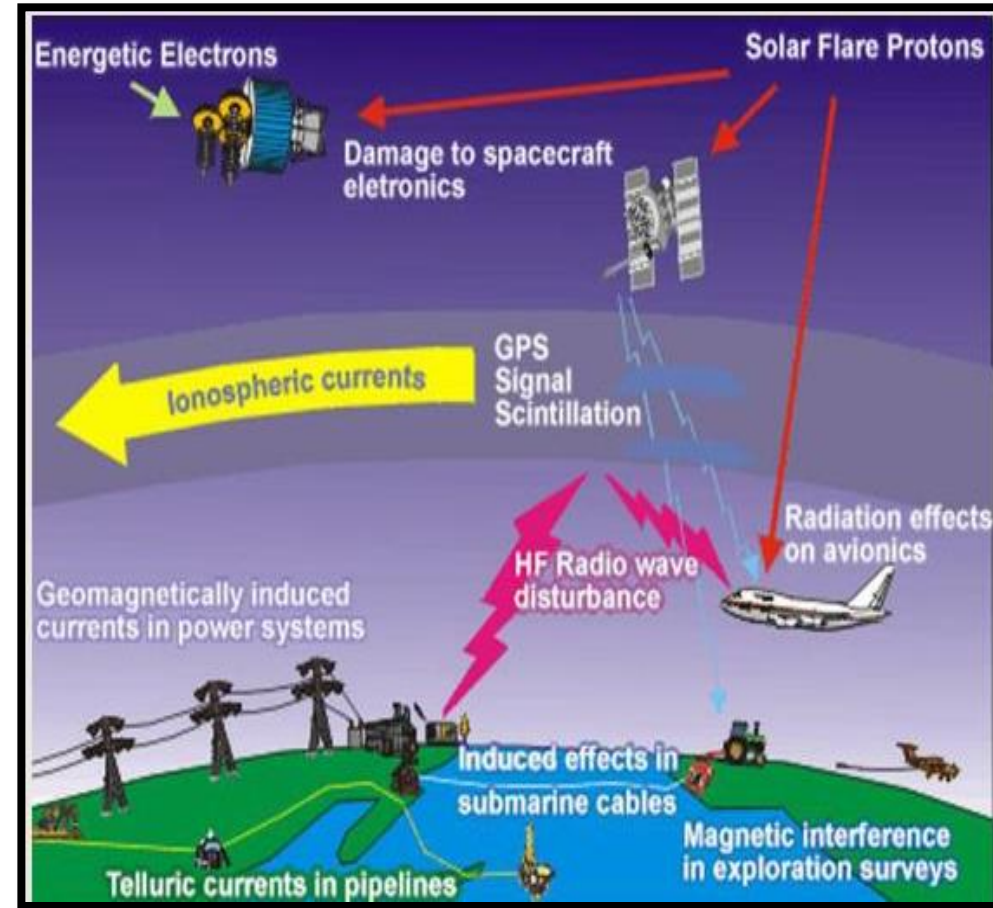 Energetic Electrons
Solar Flare Protons
Damage to spacecraft
eletronics
GPS
Signal
Scintillation
Ionospheric currents
Radiation effects
on avionics
HF Radio wave
disturbance
Geomagnetically induced
currents in power systems
Induced effects in
submarine cables
Magnetic interference
in exploration surveys
Telluric currents in pipelines